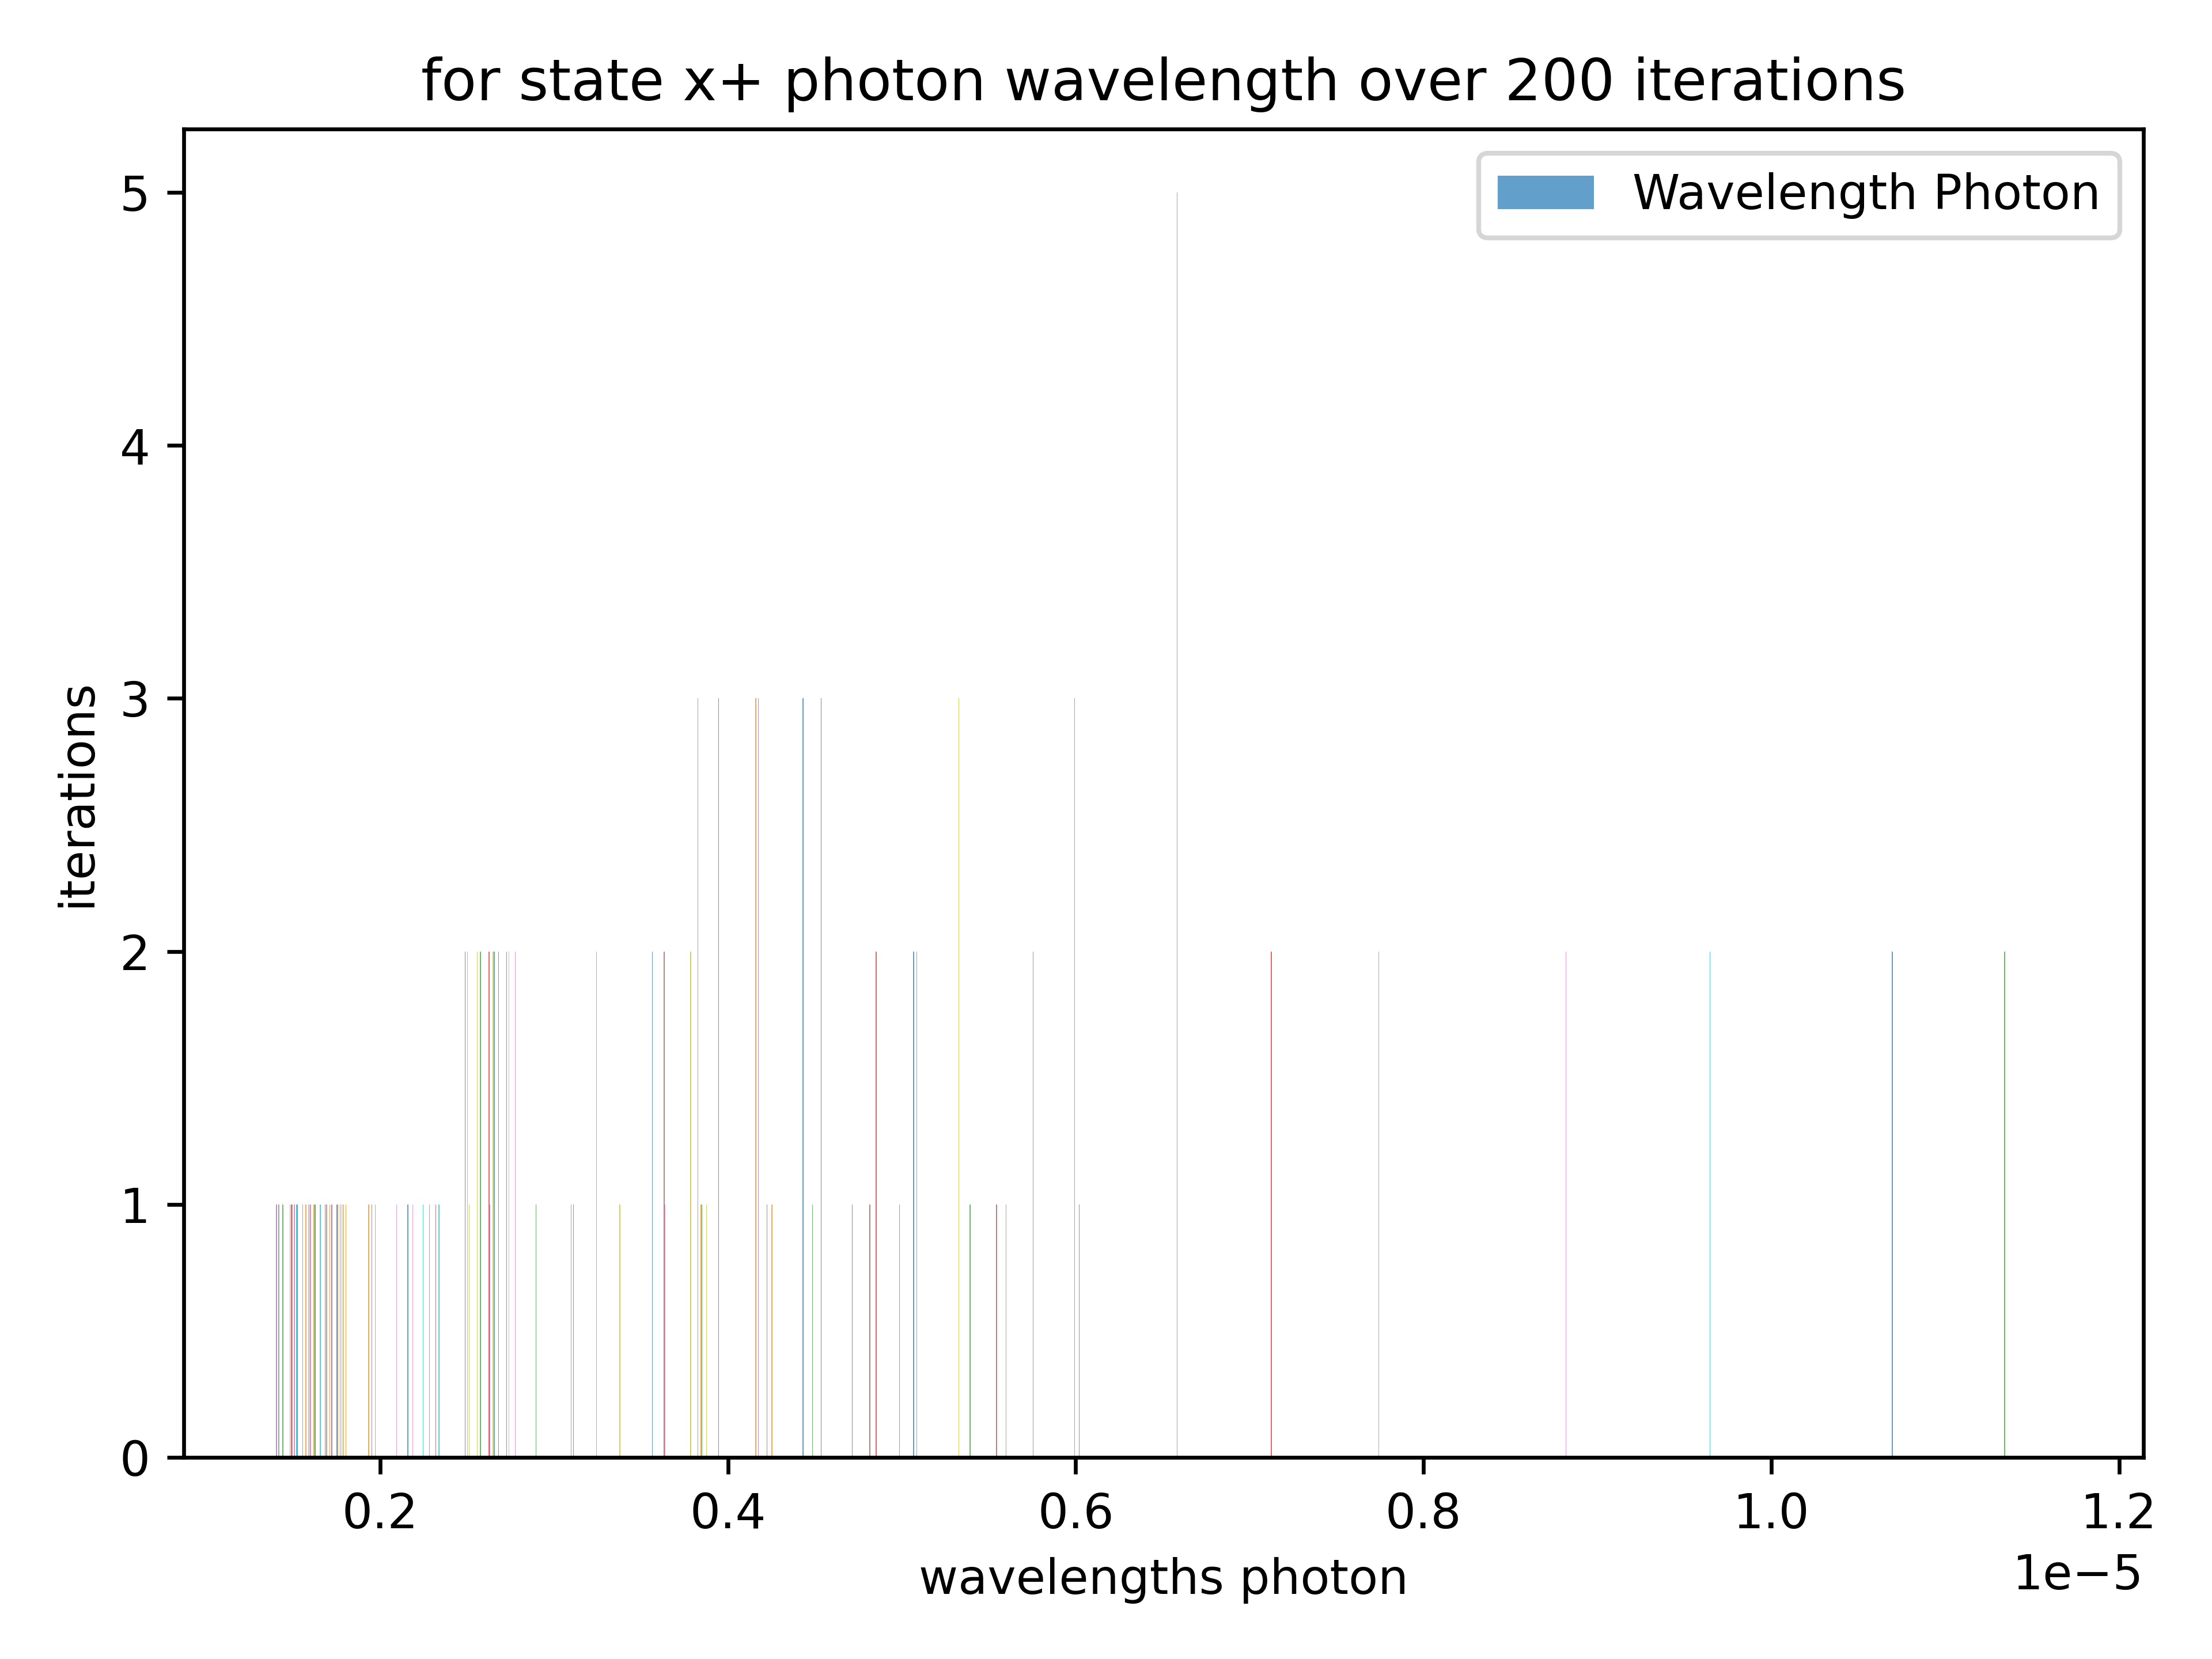 for state x+ photon wavelength over 200 iterations
Wavelength Photon
5
4
3
2
1
0
iterations
0.2 0.4 0.6 0.8 1.0 1.2
1e−5
wavelengths photon